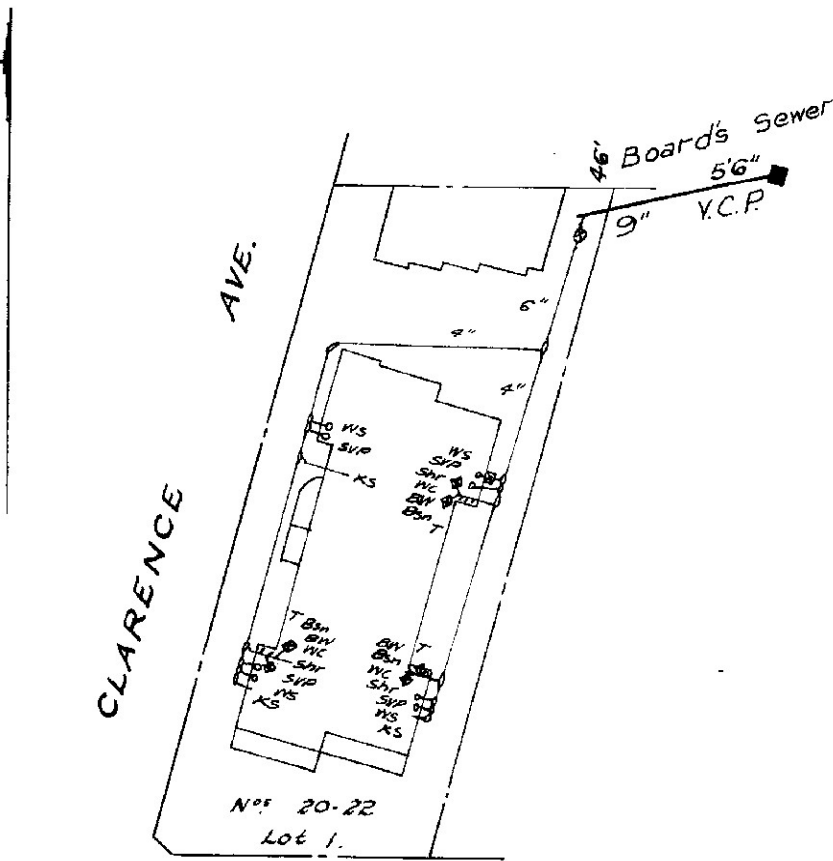 Board's Sewer
46'
5'6"
9"
V.C.P.
AVE.
6"
4"
4"
WS
SVP
KS
WS
SVP
Shr
WC
BW
Bsn
T
CLARENCE
T
Bsn
BW
WC
Shr
SVP
WS
KS
BW T
Bsn
WC
Shr
SVP
WS
KS
Nos 20-22
Lot 1.